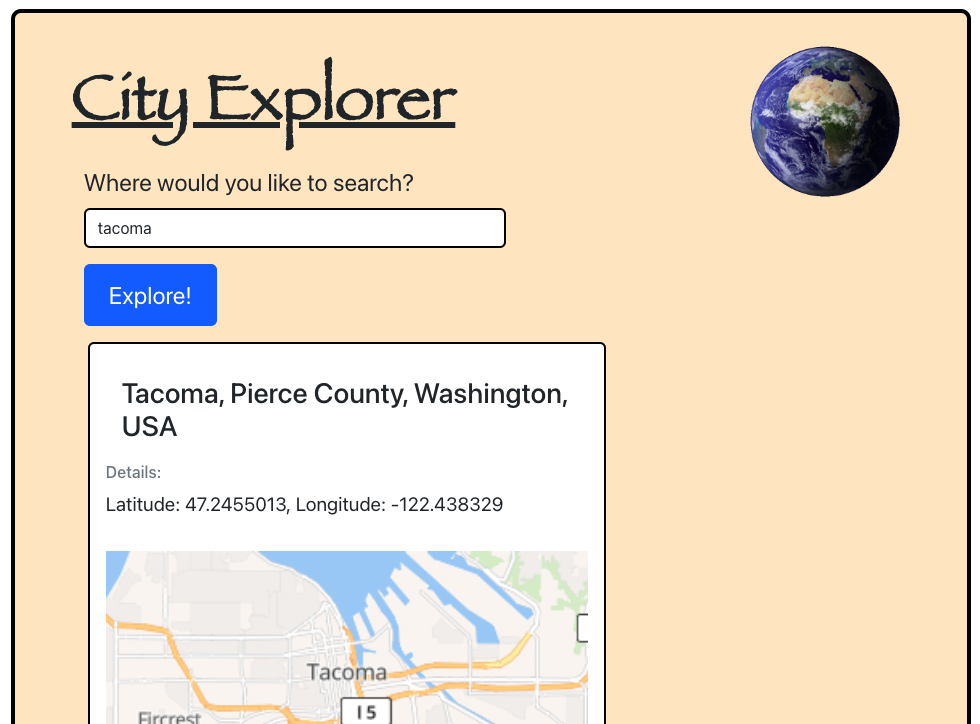 City Explorer
Where would you like to search?
tacoma
Explore!
Tacoma, Pierce County, Washington,
USA
Details:
Latitude: 47.2455013, Longitude: -122.438329
Tacoma
I 5
Fircrest